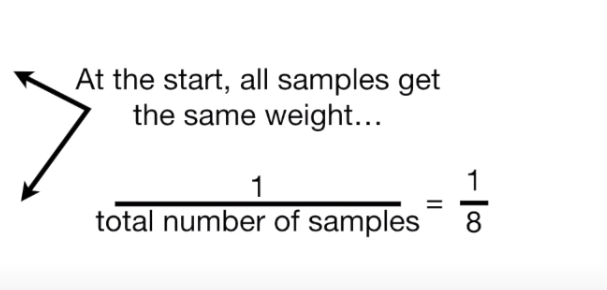 At the start, all samples get
the same weight…
1
total number of samples
=
1
8